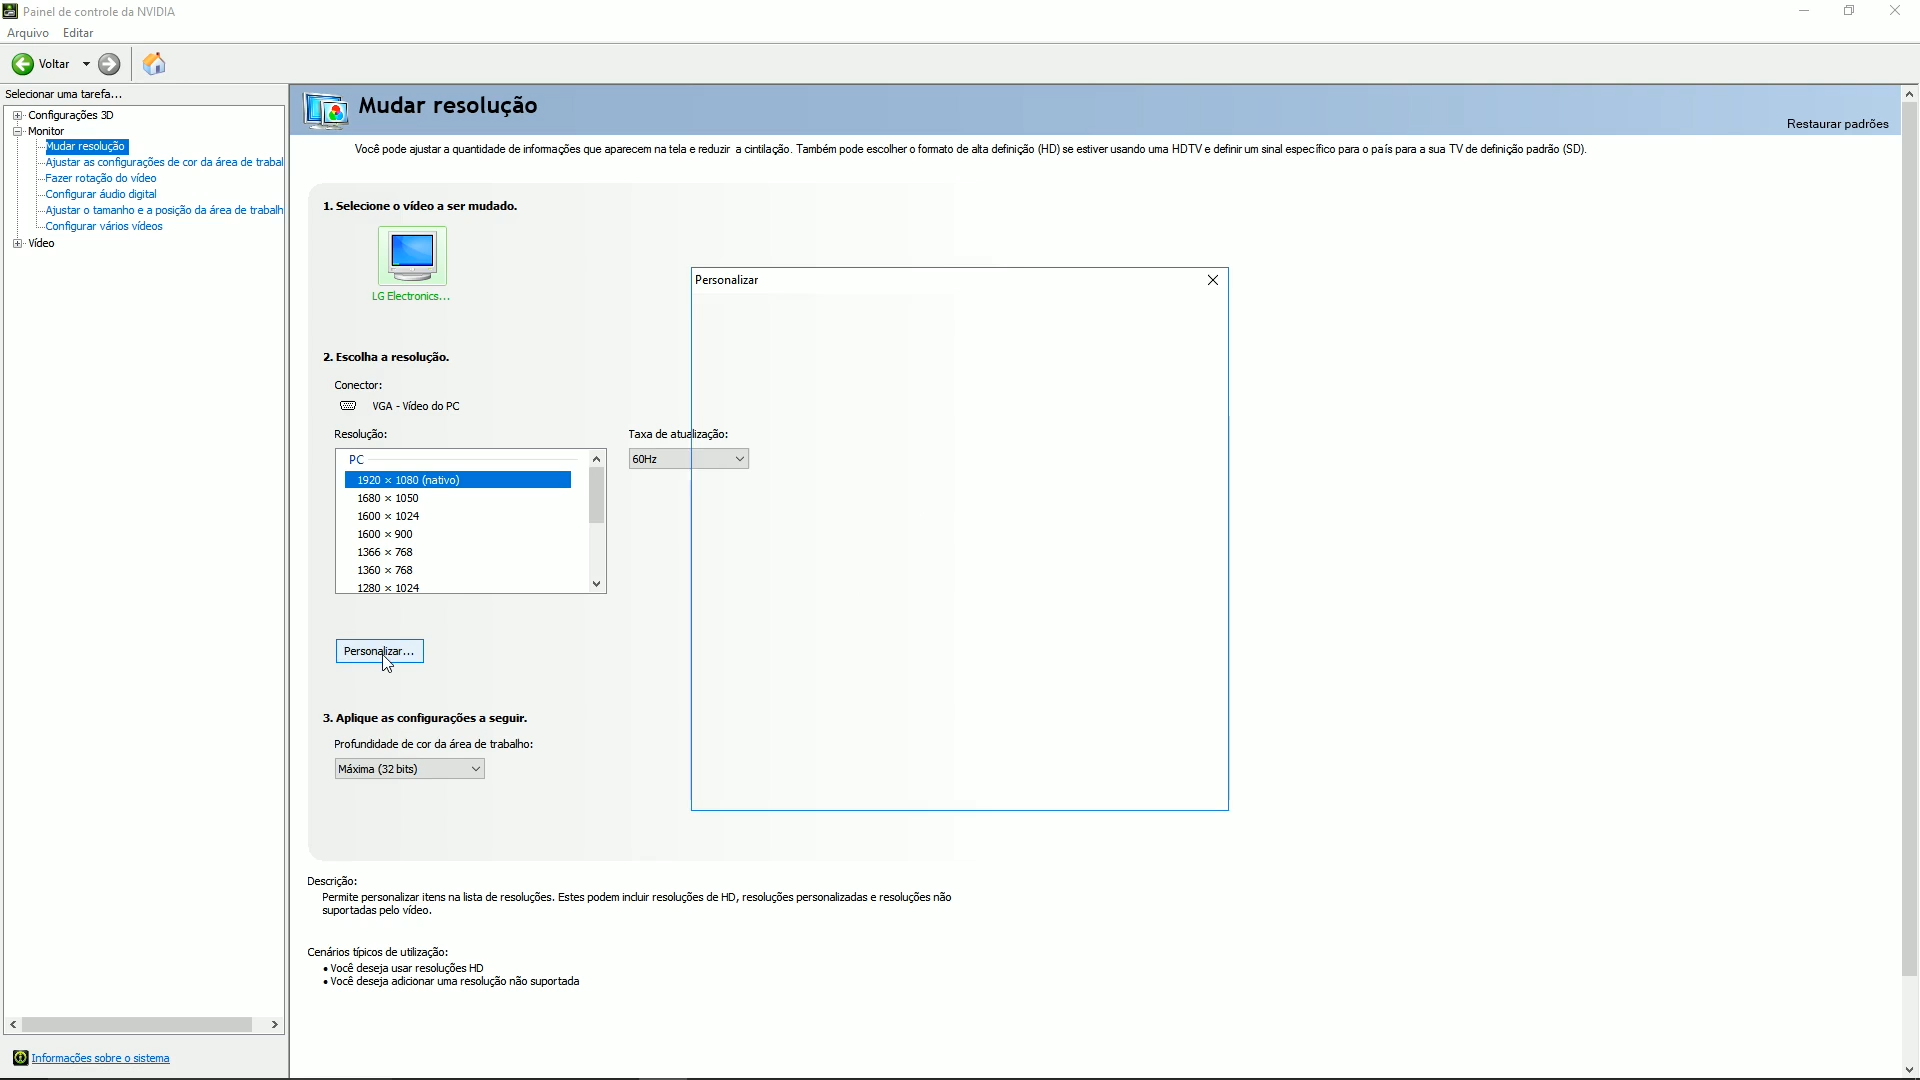 Painel de controle da NVIDIA
Arquivo Editar
Voltar
Selecionar uma tarefa...
Configurações 3D
Monitor
Mudar resolução
Ajustar as configurações de cor da área de trabal
Fazer rotação do vídeo
Configurar áudio digital
Ajustar o tamanho e a posição da área de trabalh
Configurar vários vídeos
Vídeo
Informações sobre o sistema
Mudar resolução
Restaurar padrões
Você pode ajustar a quantidade de informações que aparecem na tela e reduzir a cintilação. Também pode escolher o formato de alta definição (HD) se estiver usando uma HDTV e definir um sinal específico para o país para a sua TV de definição padrão (SD).
1. Selecione o vídeo a ser mudado.
LG Electronics...
2. Escolha a resolução.
Conector:
VGA - Vídeo do PC
Resolução:
Taxa de atualização:
60Hz
PC
1920 × 1080 (nativo)
1680 × 1050
1600 × 1024
1600 × 900
1366 × 768
1360 × 768
1280 × 1024
Personalizar...
3. Aplique as configurações a seguir.
Profundidade de cor da área de trabalho:
Máxima (32 bits)
Personalizar
Descrição:
Permite personalizar itens na lista de resoluções. Estes podem incluir resoluções de HD, resoluções personalizadas e resoluções não
suportadas pelo vídeo.
Cenários típicos de utilização:
• Você deseja usar resoluções HD
• Você deseja adicionar uma resolução não suportada